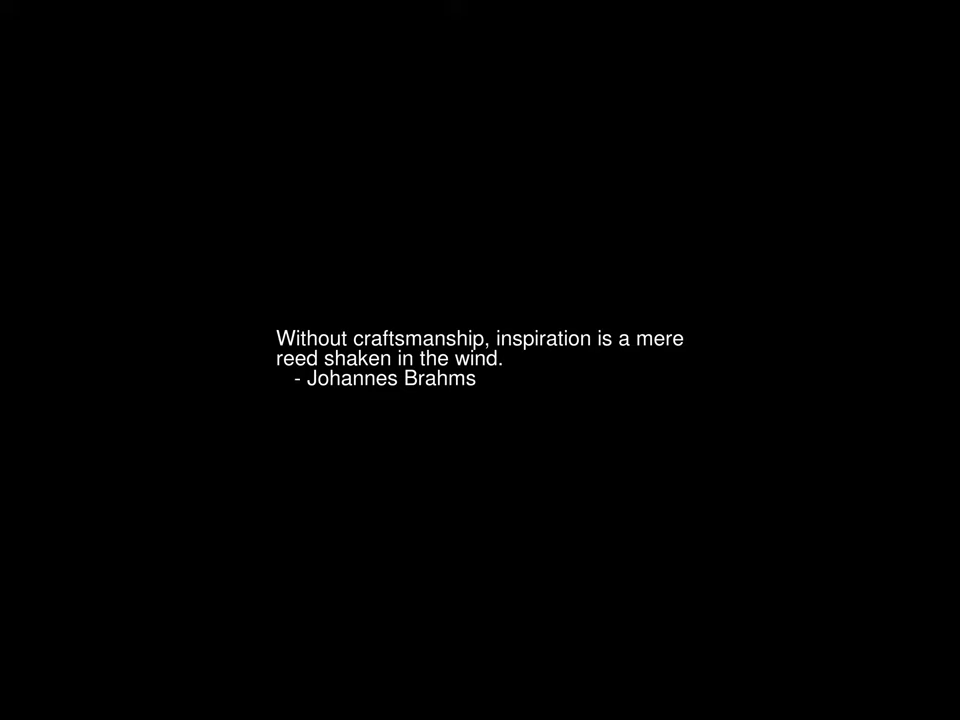 Without craftsmanship, inspiration is a mere
reed shaken in the wind.
- Johannes Brahms